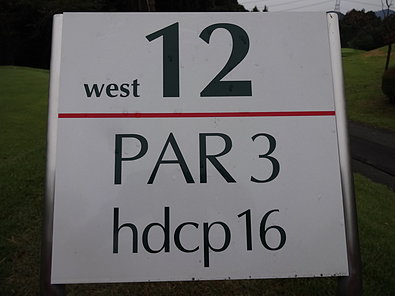 west 12
PAR 3
hdcp 16